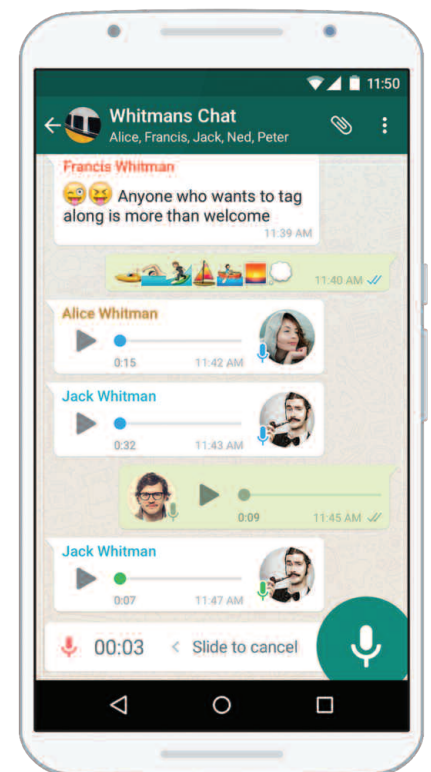 11:50
Whitmans Chat
Alice, Francis, Jack, Ned, Peter
Francis Whitman
Anyone who wants to tag
along is more than welcome
11:39 AM
11:40 AM
Alice Whitman
0:15 11:42 AM
Jack Whitman
0:32 11:43 AM
0:09 11:45 AM
Jack Whitman
0:07 11:47 AM
00:03 < Slide to cancel